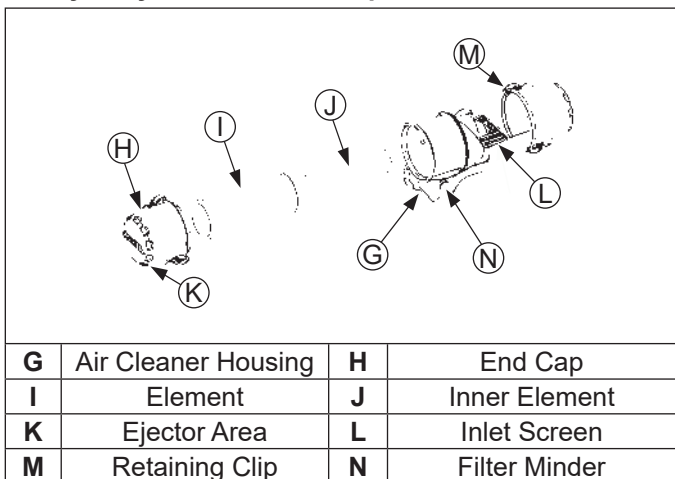 M
J
I
H
L
G
N
K
G Air Cleaner Housing H End Cap
I Element J Inner Element
K Ejector Area L Inlet Screen
M Retaining Clip N Filter Minder